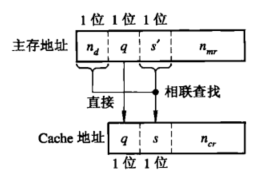 1 位 1 位 1 位
主存地址 n_d q s′ n_mr
直接 相联查找
Cache 地址 q s n_cr
1 位 1 位